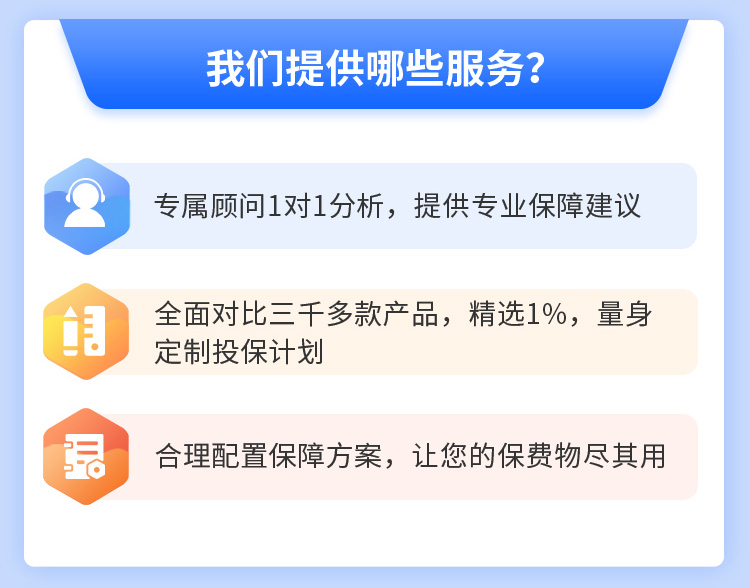 我们提供哪些服务?
专属顾问1对1分析，提供专业保障建议
全面对比三千多款产品，精选1%，量身
定制投保计划
合理配置保障方案，让您的保费物尽其用